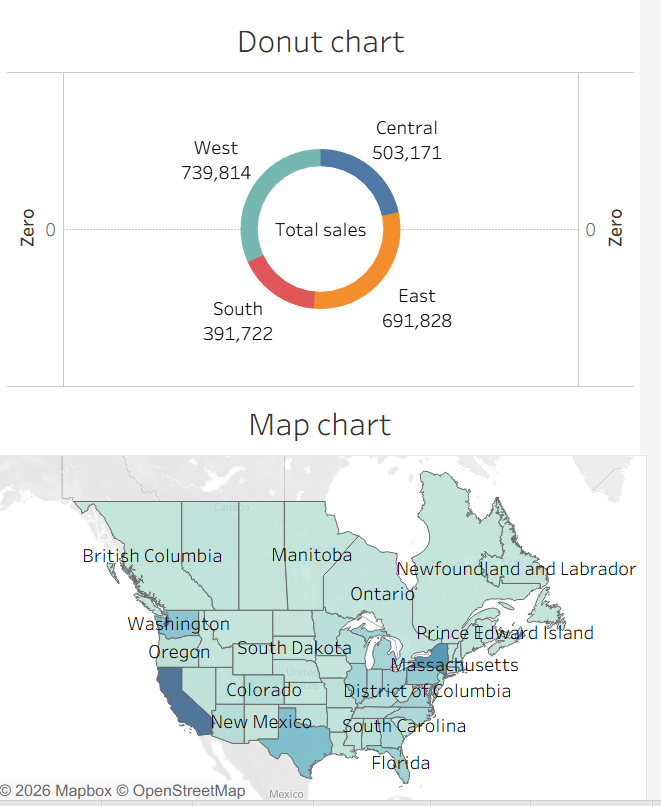 Donut chart
Central
503,171
West
739,814
Zero
0
Total sales
0
Zero
East
691,828
South
391,722
Map chart
Canada
British Columbia
Manitoba
Newfoundland and Labrador
Ontario
Washington
Prince Edward Island
Oregon
South Dakota
Massachusetts
United
Colorado
District of Columbia
New Mexico
South Carolina
Florida
© 2026 Mapbox © OpenStreetMap
Mexico